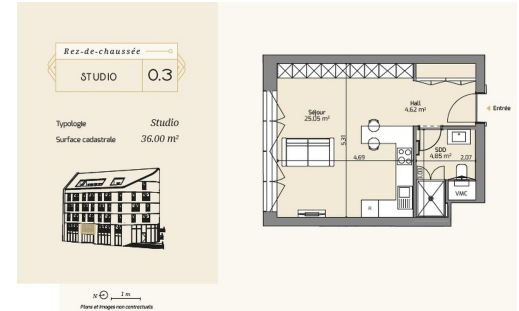 Rez-de-chaussée
STUDIO 0.3
Typologie Studio
Surface cadastrale 36.00 m²
N 1 m
Plans et images non contractuels
Séjour
25,05 m²
Hall
4,62 m²
Entrée
5,31
4,69
SDD
4,85 m²
2,07
VMC
R